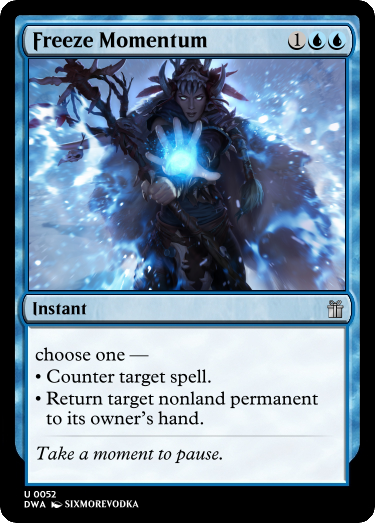 Freeze Momentum 1
Instant
choose one —
• Counter target spell.
• Return target nonland permanent
to its owner's hand.
Take a moment to pause.
U 0052
DWA SIXMOREVODKA